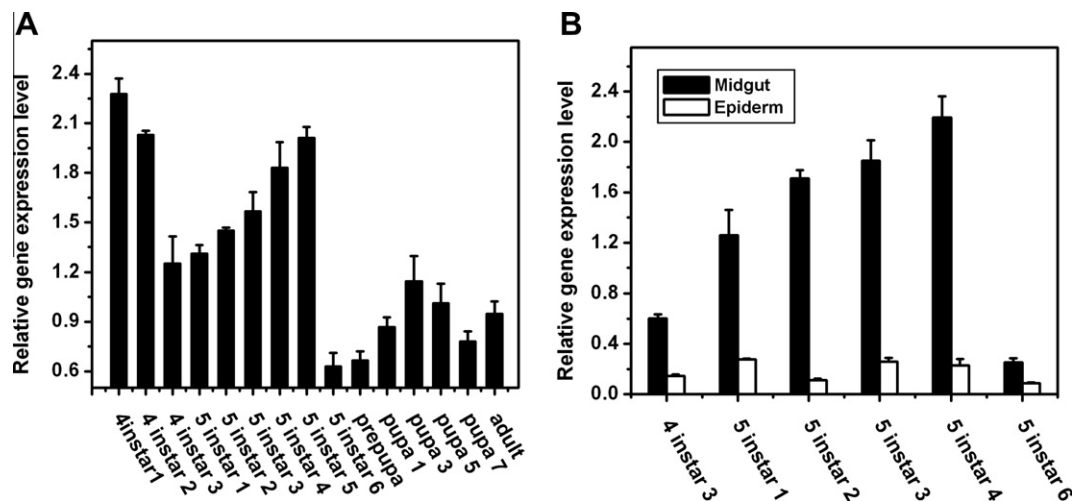 A
Relative gene expression level
2.4
2.1
1.8
1.5
1.2
0.9
0.6
4instar1
4 instar 2
4 instar 3
5 instar 1
5 instar 2
5 instar 3
5 instar 4
5 instar 5
5 instar 6
prepupa
pupa 1
pupa 3
pupa 5
pupa 7
adult
B
Relative gene expression level
Midgut
Epiderm
2.4
2.0
1.6
1.2
0.8
0.4
0.0
4 instar 3
5 instar 1
5 instar 2
5 instar 3
5 instar 4
5 instar 6